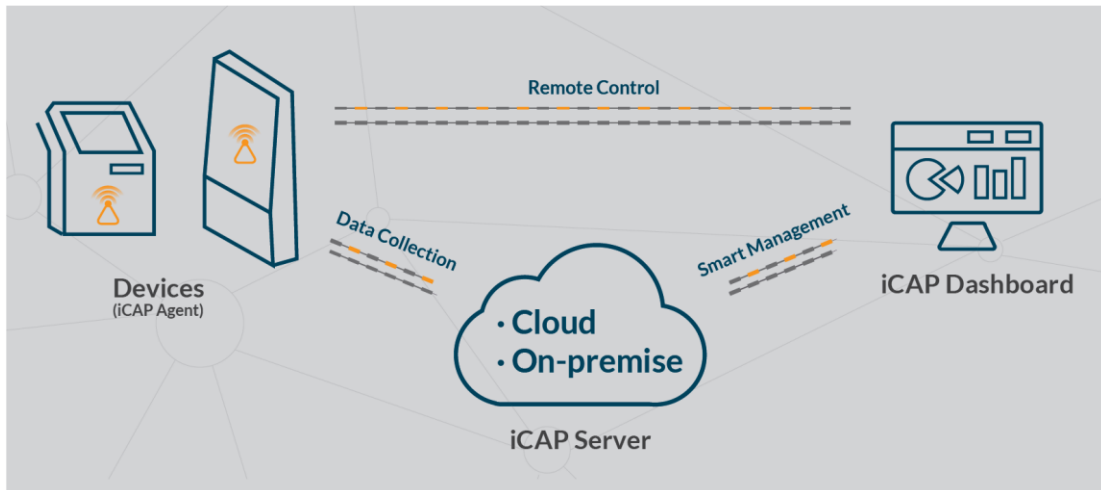 Remote Control
Data Collection
Smart Management
Devices
(iCAP Agent)
iCAP Dashboard
· Cloud
· On-premise
iCAP Server